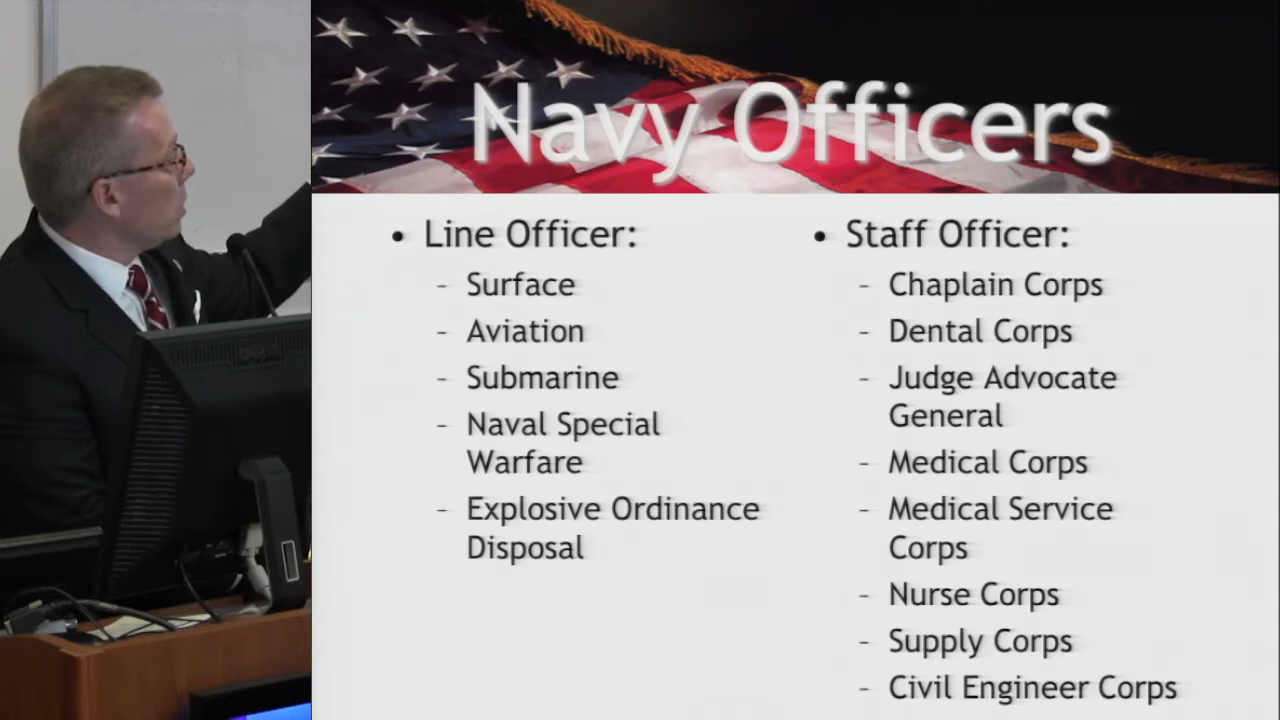 Navy Officers
• Line Officer:
– Surface
– Aviation
– Submarine
– Naval Special
Warfare
– Explosive Ordinance
Disposal
• Staff Officer:
– Chaplain Corps
– Dental Corps
– Judge Advocate
General
– Medical Corps
– Medical Service
Corps
– Nurse Corps
– Supply Corps
– Civil Engineer Corps